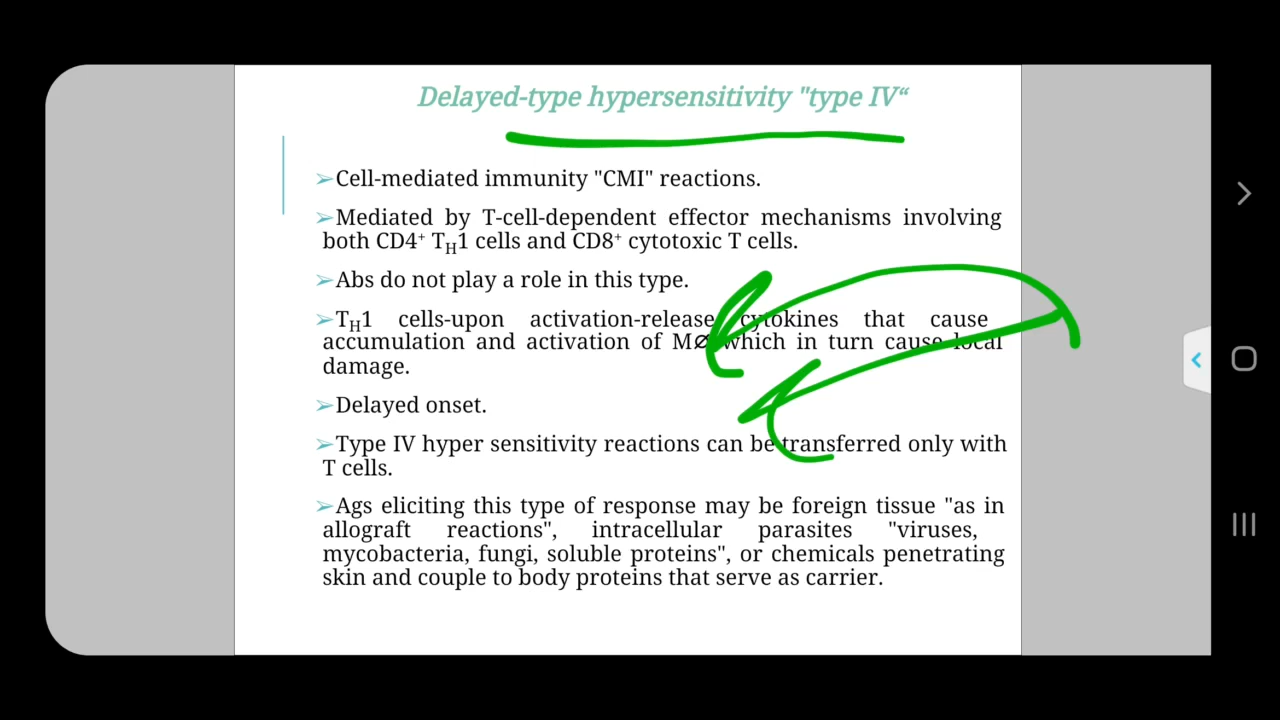 Delayed-type hypersensitivity "type IV“
➢Cell-mediated immunity "CMI" reactions.
➢Mediated by T-cell-dependent effector mechanisms involving
both CD4⁺ TH1 cells and CD8⁺ cytotoxic T cells.
➢Abs do not play a role in this type.
➢TH1 cells-upon activation-release cytokines that cause
accumulation and activation of MØ which in turn cause local
damage.
➢Delayed onset.
➢Type IV hyper sensitivity reactions can be transferred only with
T cells.
➢Ags eliciting this type of response may be foreign tissue "as in
allograft reactions", intracellular parasites "viruses,
mycobacteria, fungi, soluble proteins", or chemicals penetrating
skin and couple to body proteins that serve as carrier.